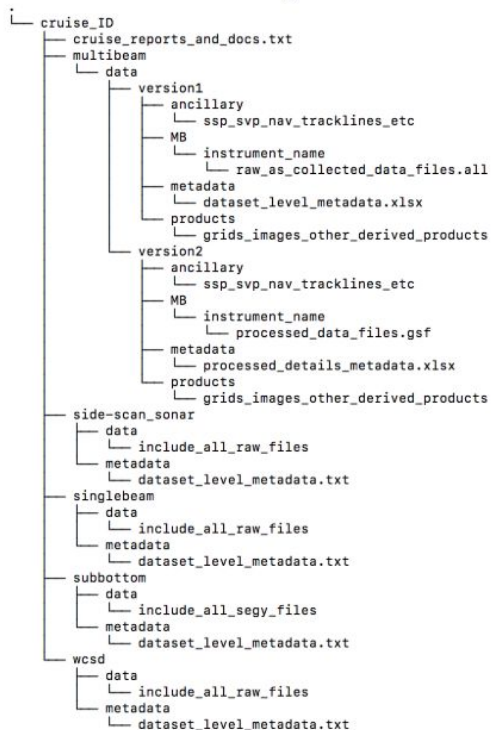 .
└── cruise_ID
    ├── cruise_reports_and_docs.txt
    ├── multibeam
    │   └── data
    │       ├── version1
    │       │   ├── ancillary
    │       │   │   └── ssp_svp_nav_tracklines_etc
    │       │   ├── MB
    │       │   │   └── instrument_name
    │       │   │       └── raw_as_collected_data_files.all
    │       │   ├── metadata
    │       │   │   └── dataset_level_metadata.xlsx
    │       │   └── products
    │       │       └── grids_images_other_derived_products
    │       └── version2
    │           ├── ancillary
    │           │   └── ssp_svp_nav_tracklines_etc
    │           ├── MB
    │           │   └── instrument_name
    │           │       └── processed_data_files.gsf
    │           ├── metadata
    │           │   └── processed_details_metadata.xlsx
    │           └── products
    │               └── grids_images_other_derived_products
    ├── side-scan_sonar
    │   ├── data
    │   │   └── include_all_raw_files
    │   └── metadata
    │       └── dataset_level_metadata.txt
    ├── singlebeam
    │   ├── data
    │   │   └── include_all_raw_files
    │   └── metadata
    │       └── dataset_level_metadata.txt
    ├── subbottom
    │   ├── data
    │   │   └── include_all_segy_files
    │   └── metadata
    │       └── dataset_level_metadata.txt
    └── wcsd
        ├── data
        │   └── include_all_raw_files
        └── metadata
            └── dataset_level_metadata.txt